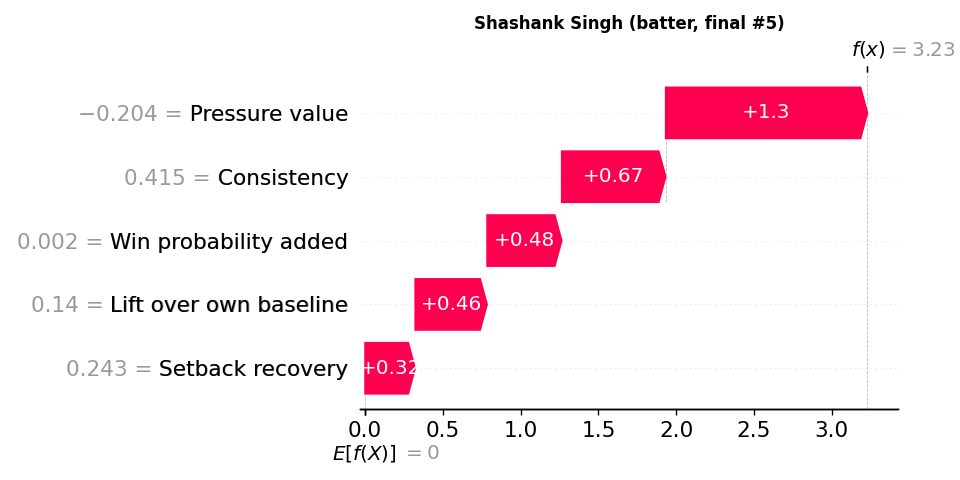 Shashank Singh (batter, final #5)
f(x) = 3.23
−0.204 = Pressure value
+1.3
0.415 = Consistency
+0.67
0.002 = Win probability added
+0.48
0.14 = Lift over own baseline
+0.46
0.243 = Setback recovery
+0.32
0.0 0.5 1.0 1.5 2.0 2.5 3.0
E[f(X)] = 0